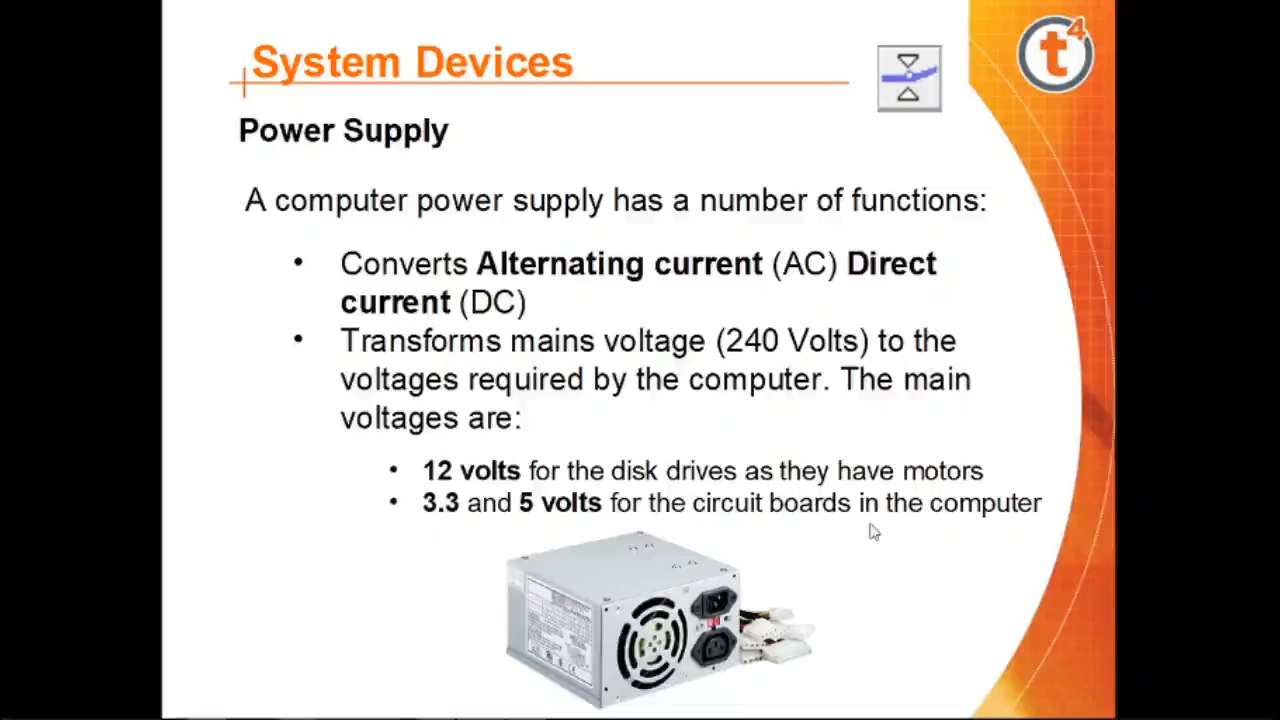 System Devices
t4
Power Supply
A computer power supply has a number of functions:
• Converts Alternating current (AC) Direct
current (DC)
• Transforms mains voltage (240 Volts) to the
voltages required by the computer. The main
voltages are:
• 12 volts for the disk drives as they have motors
• 3.3 and 5 volts for the circuit boards in the computer